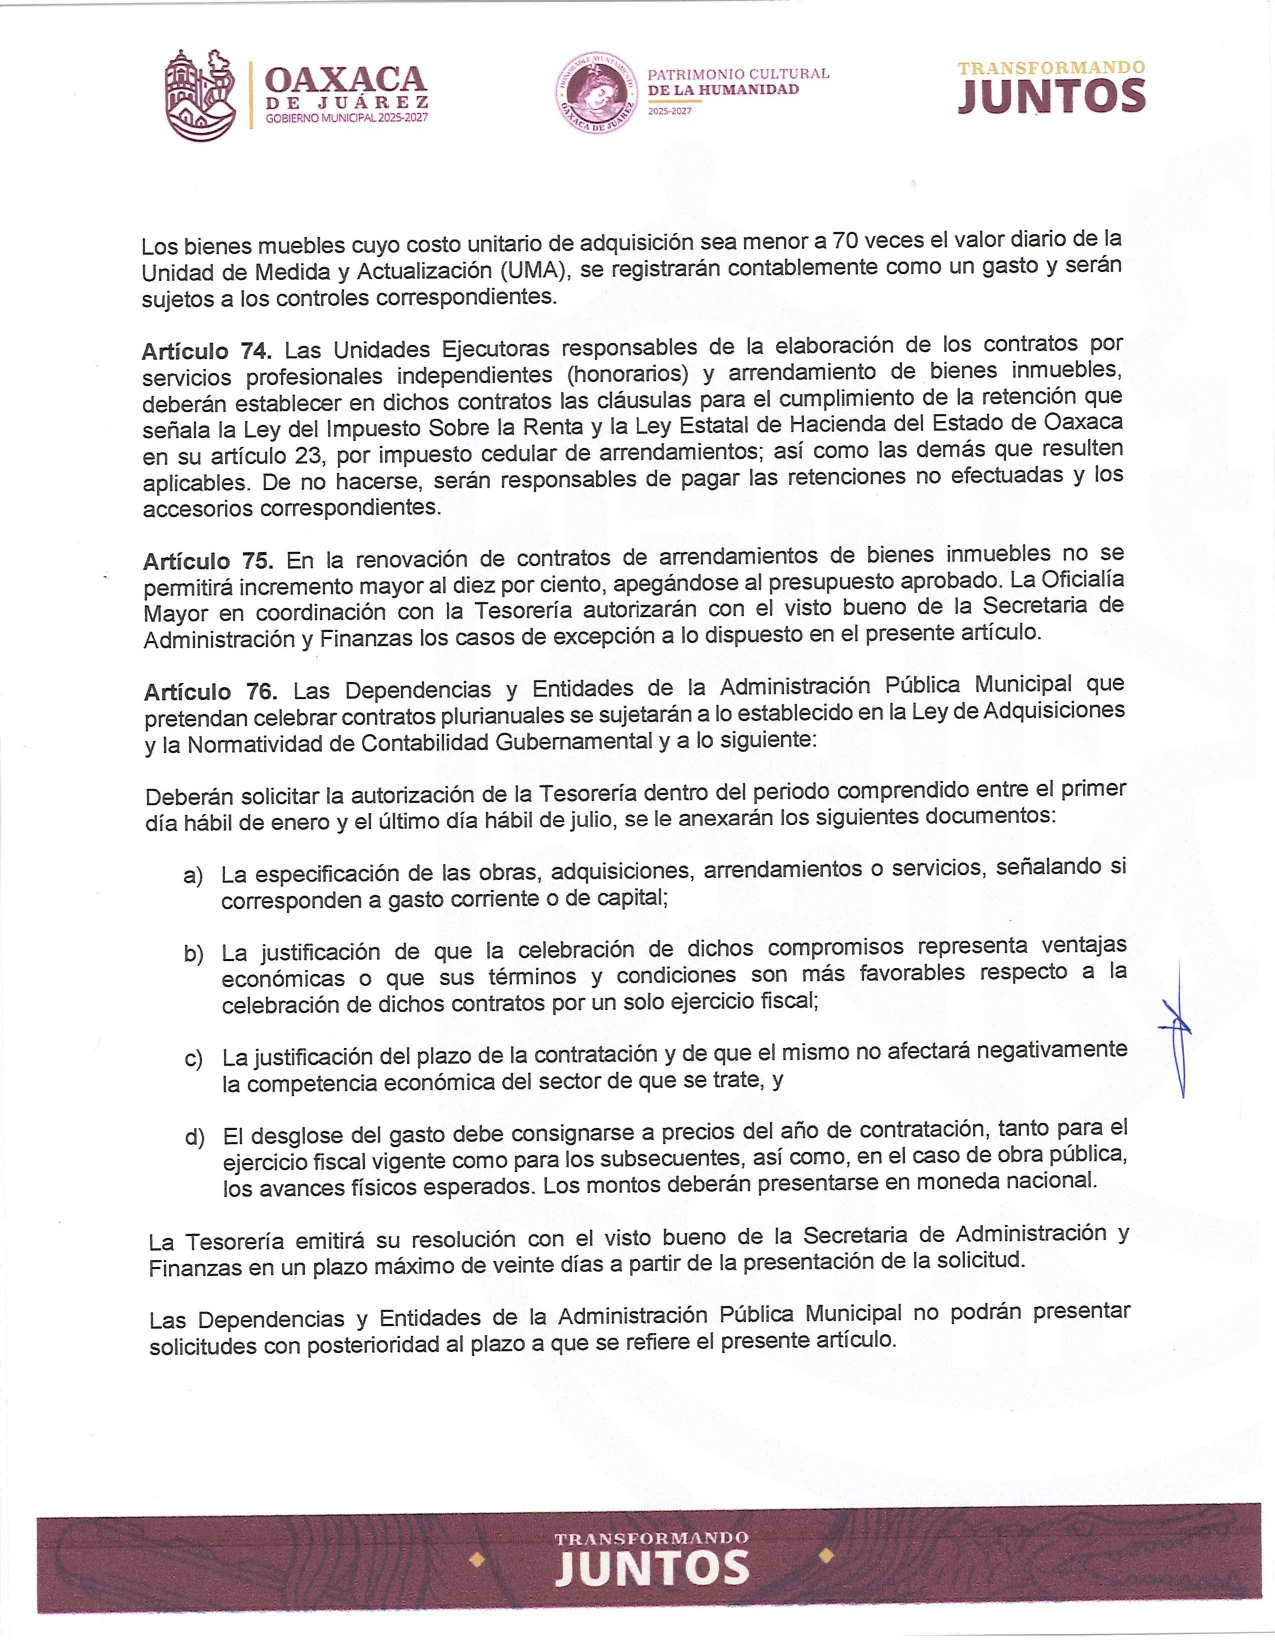 OAXACA
DE JUÁREZ
GOBIERNO MUNICIPAL 2025-2027
HONORABLE AYUNTAMIENTO
OAXACA DE JUÁREZ
PATRIMONIO CULTURAL
DE LA HUMANIDAD
2025-2027
TRANSFORMANDO
JUNTOS
Los bienes muebles cuyo costo unitario de adquisición sea menor a 70 veces el valor diario de la
Unidad de Medida y Actualización (UMA), se registrarán contablemente como un gasto y serán
sujetos a los controles correspondientes.
Artículo 74. Las Unidades Ejecutoras responsables de la elaboración de los contratos por
servicios profesionales independientes (honorarios) y arrendamiento de bienes inmuebles,
deberán establecer en dichos contratos las cláusulas para el cumplimiento de la retención que
señala la Ley del Impuesto Sobre la Renta y la Ley Estatal de Hacienda del Estado de Oaxaca
en su artículo 23, por impuesto cedular de arrendamientos; así como las demás que resulten
aplicables. De no hacerse, serán responsables de pagar las retenciones no efectuadas y los
accesorios correspondientes.
Artículo 75. En la renovación de contratos de arrendamientos de bienes inmuebles no se
permitirá incremento mayor al diez por ciento, apegándose al presupuesto aprobado. La Oficialía
Mayor en coordinación con la Tesorería autorizarán con el visto bueno de la Secretaria de
Administración y Finanzas los casos de excepción a lo dispuesto en el presente artículo.
Artículo 76. Las Dependencias y Entidades de la Administración Pública Municipal que
pretendan celebrar contratos plurianuales se sujetarán a lo establecido en la Ley de Adquisiciones
y la Normatividad de Contabilidad Gubernamental y a lo siguiente:
Deberán solicitar la autorización de la Tesorería dentro del periodo comprendido entre el primer
día hábil de enero y el último día hábil de julio, se le anexarán los siguientes documentos:
a) La especificación de las obras, adquisiciones, arrendamientos o servicios, señalando si
corresponden a gasto corriente o de capital;
b) La justificación de que la celebración de dichos compromisos representa ventajas
económicas o que sus términos y condiciones son más favorables respecto a la
celebración de dichos contratos por un solo ejercicio fiscal;
c) La justificación del plazo de la contratación y de que el mismo no afectará negativamente
la competencia económica del sector de que se trate, y
d) El desglose del gasto debe consignarse a precios del año de contratación, tanto para el
ejercicio fiscal vigente como para los subsecuentes, así como, en el caso de obra pública,
los avances físicos esperados. Los montos deberán presentarse en moneda nacional.
La Tesorería emitirá su resolución con el visto bueno de la Secretaria de Administración y
Finanzas en un plazo máximo de veinte días a partir de la presentación de la solicitud.
Las Dependencias y Entidades de la Administración Pública Municipal no podrán presentar
solicitudes con posterioridad al plazo a que se refiere el presente artículo.
TRANSFORMANDO
JUNTOS